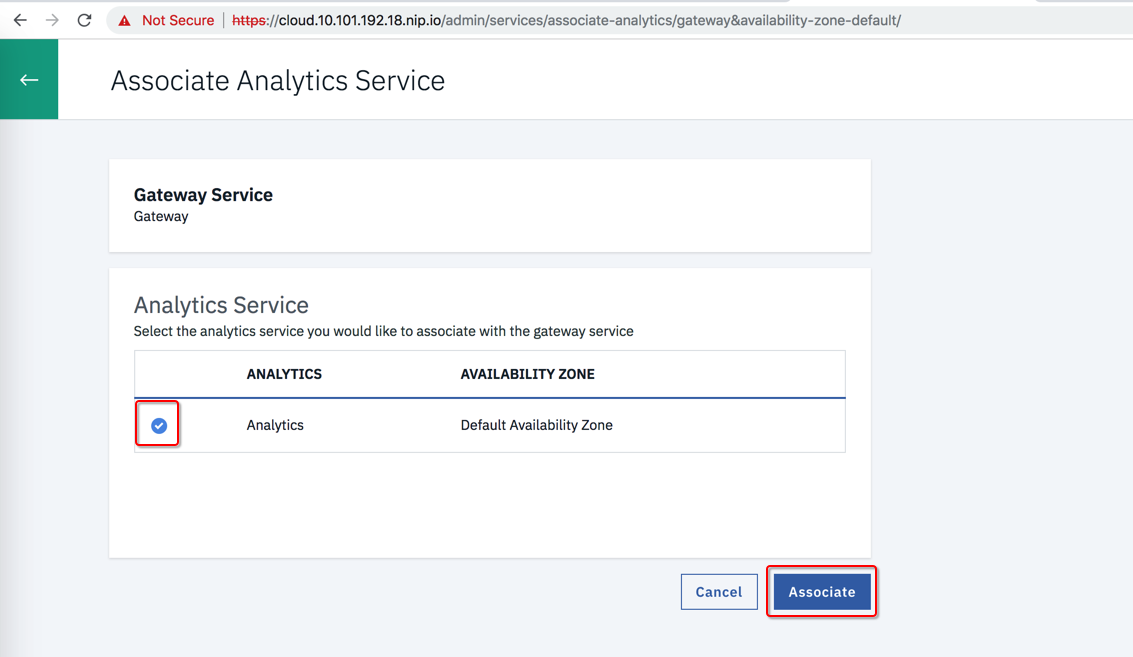 Not Secure | https://cloud.10.101.192.18.nip.io/admin/services/associate-analytics/gateway&availability-zone-default/
Associate Analytics Service
Gateway Service
Gateway
Analytics Service
Select the analytics service you would like to associate with the gateway service
ANALYTICS AVAILABILITY ZONE
Analytics Default Availability Zone
Cancel Associate